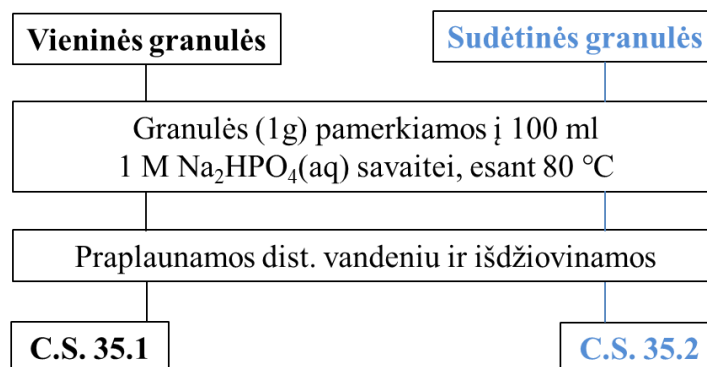 Vieninės granulės
Sudėtinės granulės
Granulės (1g) pamerkiamos į 100 ml
1 M Na₂HPO₄(aq) savaitei, esant 80 °C
Praplaunamos dist. vandeniu ir išdžiovinamos
C.S. 35.1
C.S. 35.2